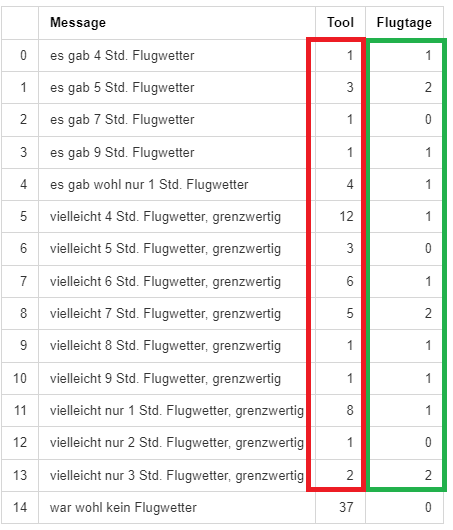 Message Tool Flugtage
0 es gab 4 Std. Flugwetter 1 1
1 es gab 5 Std. Flugwetter 3 2
2 es gab 7 Std. Flugwetter 1 0
3 es gab 9 Std. Flugwetter 1 1
4 es gab wohl nur 1 Std. Flugwetter 4 1
5 vielleicht 4 Std. Flugwetter, grenzwertig 12 1
6 vielleicht 5 Std. Flugwetter, grenzwertig 3 0
7 vielleicht 6 Std. Flugwetter, grenzwertig 6 1
8 vielleicht 7 Std. Flugwetter, grenzwertig 5 2
9 vielleicht 8 Std. Flugwetter, grenzwertig 1 1
10 vielleicht 9 Std. Flugwetter, grenzwertig 1 1
11 vielleicht nur 1 Std. Flugwetter, grenzwertig 8 1
12 vielleicht nur 2 Std. Flugwetter, grenzwertig 1 0
13 vielleicht nur 3 Std. Flugwetter, grenzwertig 2 2
14 war wohl kein Flugwetter 37 0